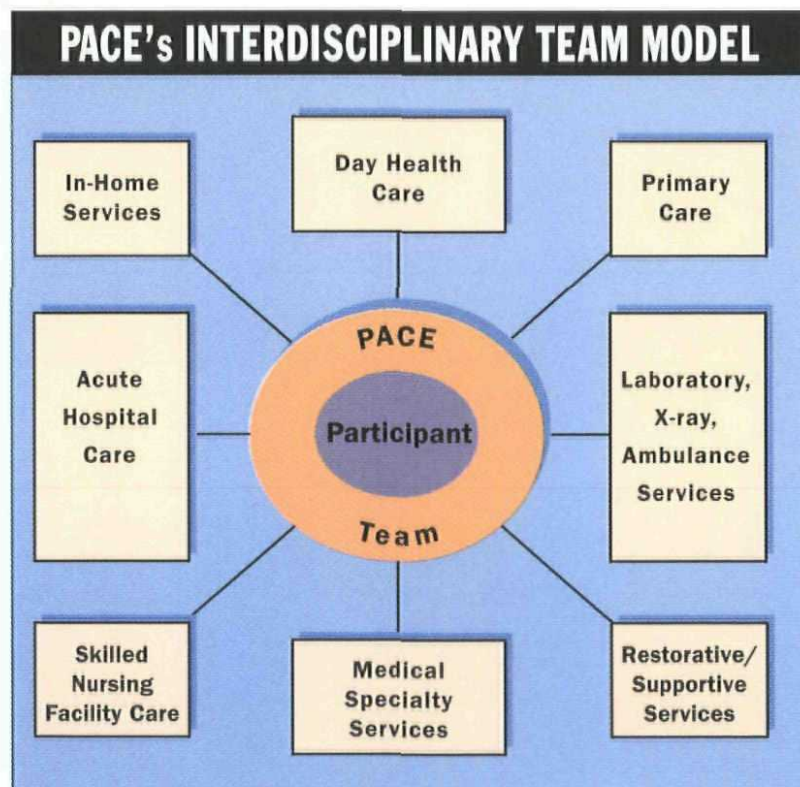 PACE's INTERDISCIPLINARY TEAM MODEL
In-Home
Services
Day Health
Care
Primary
Care
Acute
Hospital
Care
PACE
Participant
Team
Laboratory,
X-ray,
Ambulance
Services
Skilled
Nursing
Facility Care
Medical
Specialty
Services
Restorative/
Supportive
Services